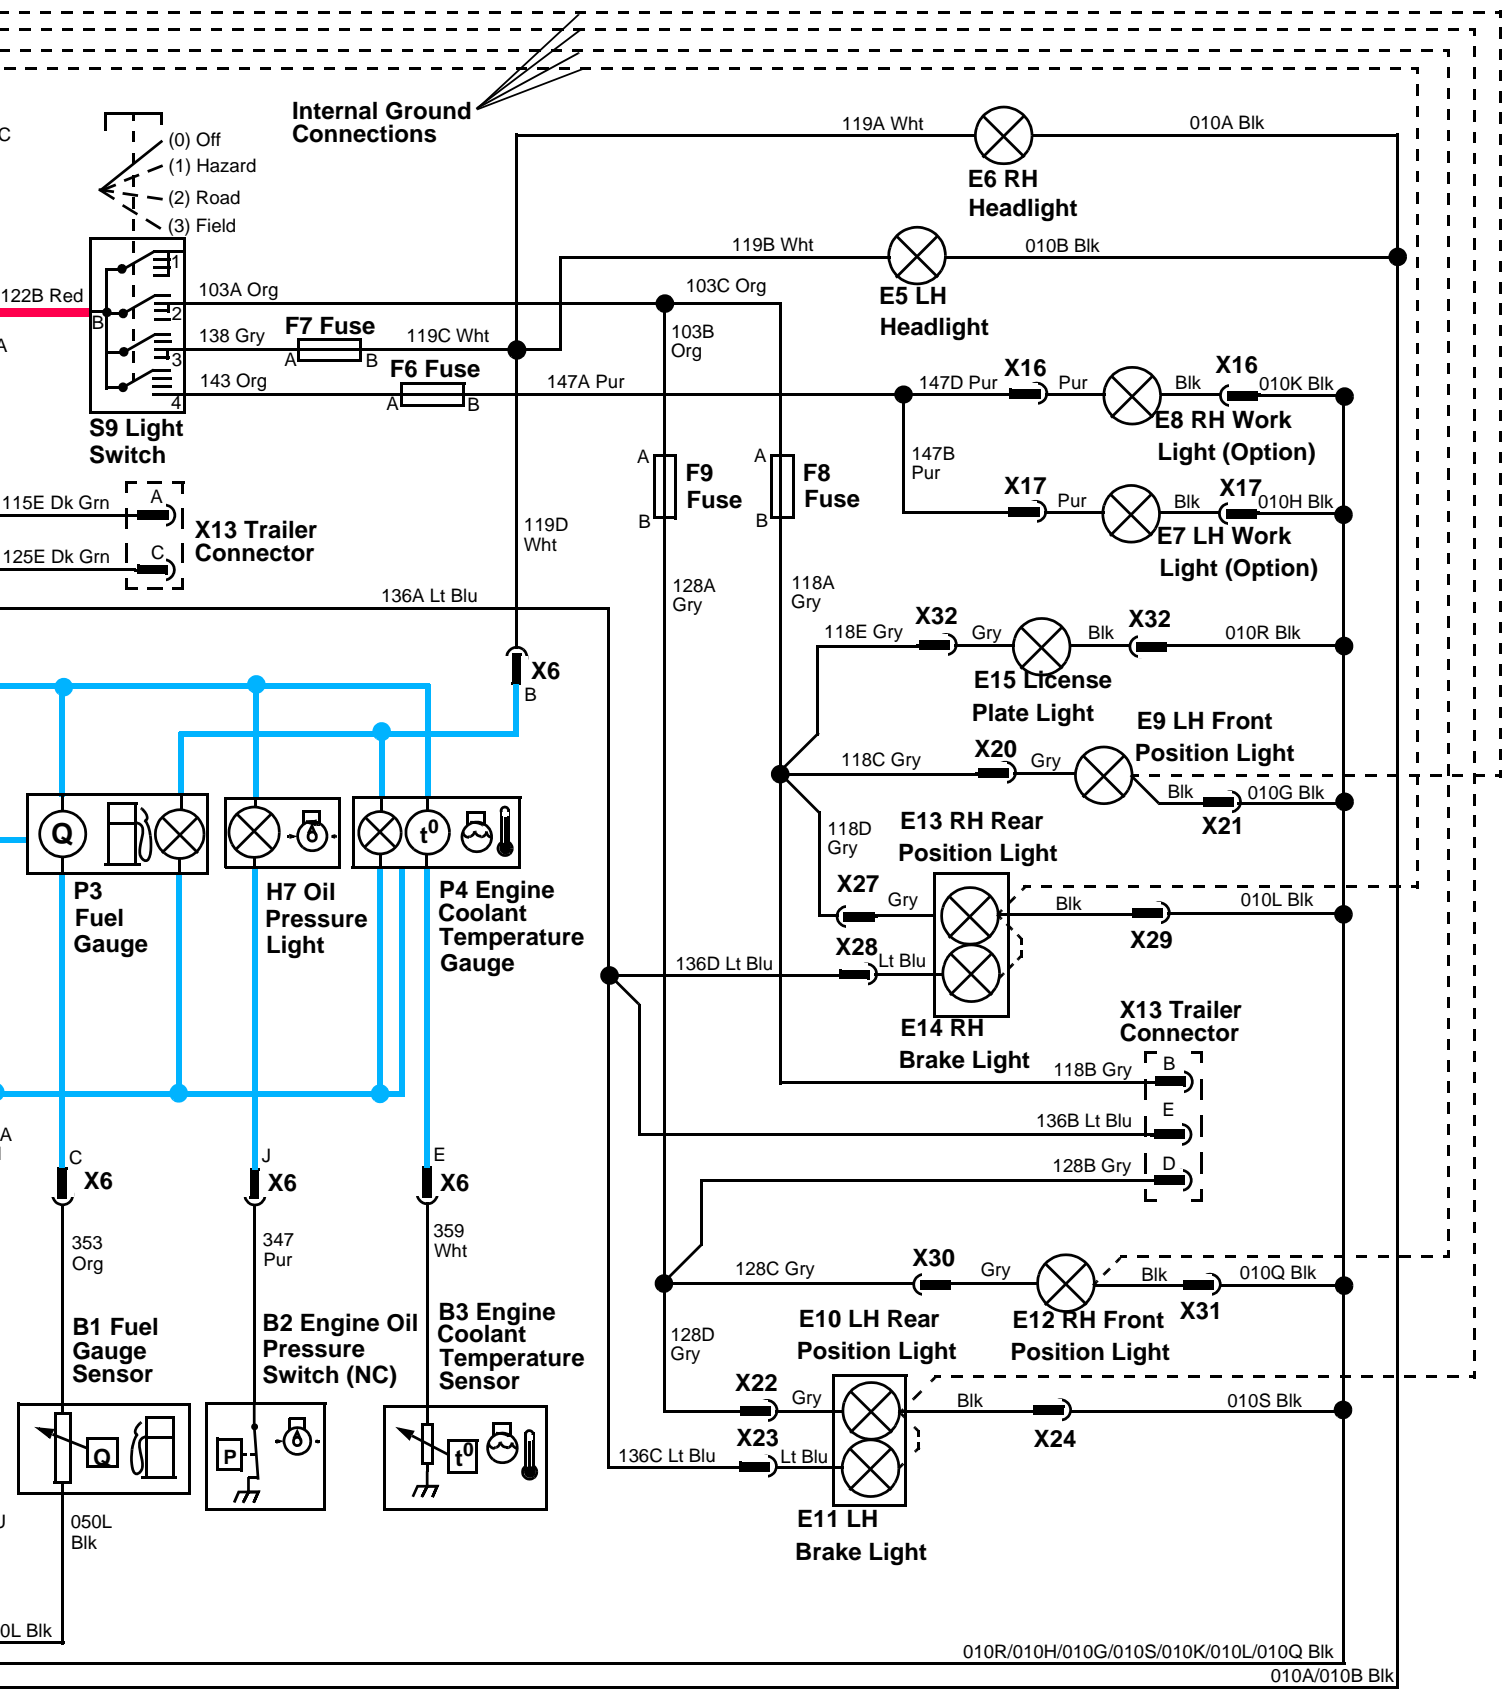 Internal Ground
Connections
C
(0) Off
(1) Hazard
(2) Road
(3) Field
119A Wht
010A Blk
E6 RH
Headlight
119B Wht
010B Blk
E5 LH
Headlight
122B Red
B
1
2
3
4
A
S9 Light
Switch
103A Org
103C Org
103B
Org
138 Gry
F7 Fuse
A
B
119C Wht
143 Org
F6 Fuse
A
B
147A Pur
147D Pur
X16
Pur
Blk
X16
010K Blk
E8 RH Work
Light (Option)
147B
Pur
X17
Pur
Blk
X17
010H Blk
E7 LH Work
Light (Option)
A
F9
Fuse
B
A
F8
Fuse
B
115E Dk Grn
A
X13 Trailer
Connector
125E Dk Grn
C
119D
Wht
128A
Gry
118A
Gry
136A Lt Blu
118E Gry
X32
Gry
Blk
X32
010R Blk
E15 License
Plate Light
X6
B
118C Gry
X20
Gry
E9 LH Front
Position Light
Blk
010G Blk
X21
118D
Gry
E13 RH Rear
Position Light
X27
Gry
Blk
010L Blk
X29
X28
136D Lt Blu
Lt Blu
E14 RH
Brake Light
Q
t0
P3
Fuel
Gauge
H7 Oil
Pressure
Light
P4 Engine
Coolant
Temperature
Gauge
X13 Trailer
Connector
118B Gry
B
136B Lt Blu
E
128B Gry
D
A
C
X6
J
X6
E
X6
353
Org
347
Pur
359
Wht
128C Gry
X30
Gry
Blk
010Q Blk
X31
E12 RH Front
Position Light
B1 Fuel
Gauge
Sensor
B2 Engine Oil
Pressure
Switch (NC)
B3 Engine
Coolant
Temperature
Sensor
128D
Gry
E10 LH Rear
Position Light
X22
Gry
Blk
010S Blk
X24
X23
136C Lt Blu
Lt Blu
E11 LH
Brake Light
Q
P
t0
050L
Blk
0L Blk
010R/010H/010G/010S/010K/010L/010Q Blk
010A/010B Blk